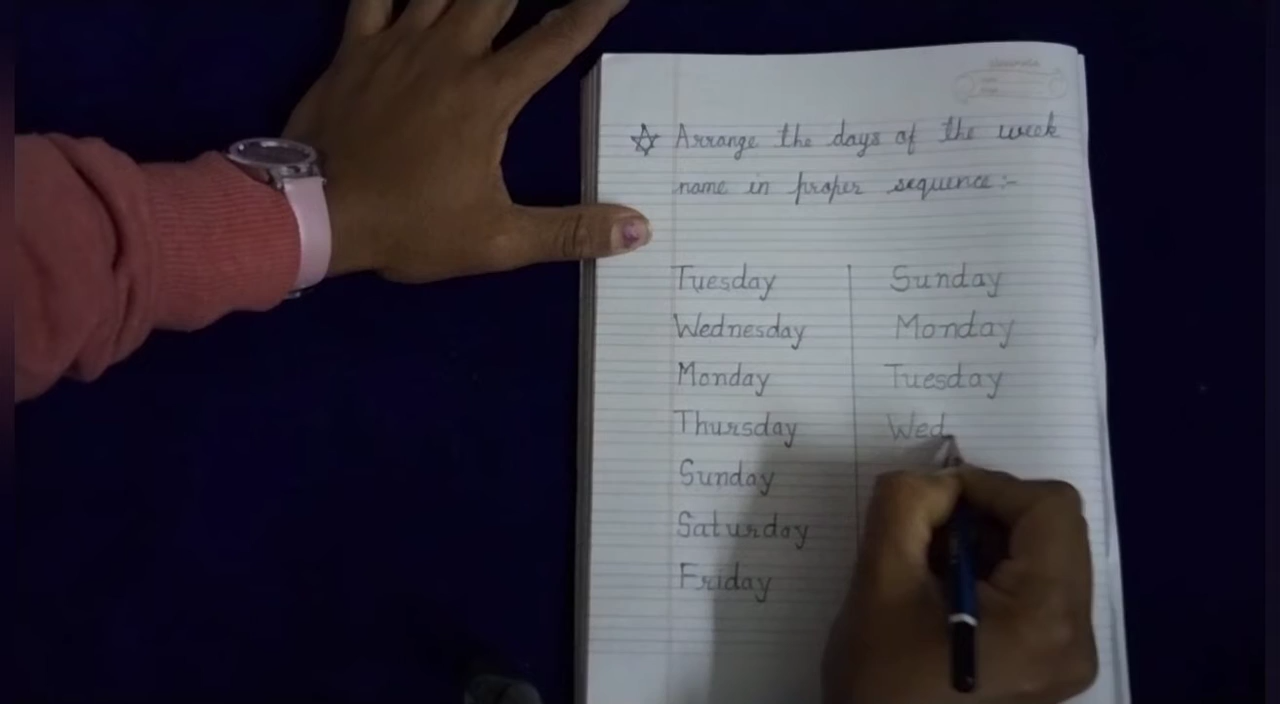 ☆ Arrange the days of the week
name in proper sequence:-
Tuesday Sunday
Wednesday Monday
Monday Tuesday
Thursday Wed
Sunday
Saturday
Friday